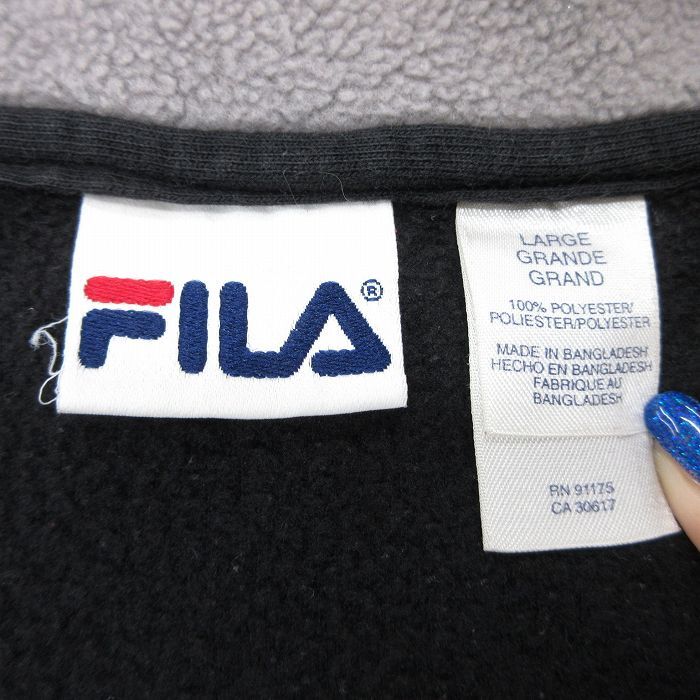 FILA®
LARGE
GRANDE
GRAND
100% POLYESTER/
POLIESTER/POLYESTER
MADE IN BANGLADESH
HECHO EN BANGLADESH
FABRIQUE AU
BANGLADESH
RN 91175
CA 30617